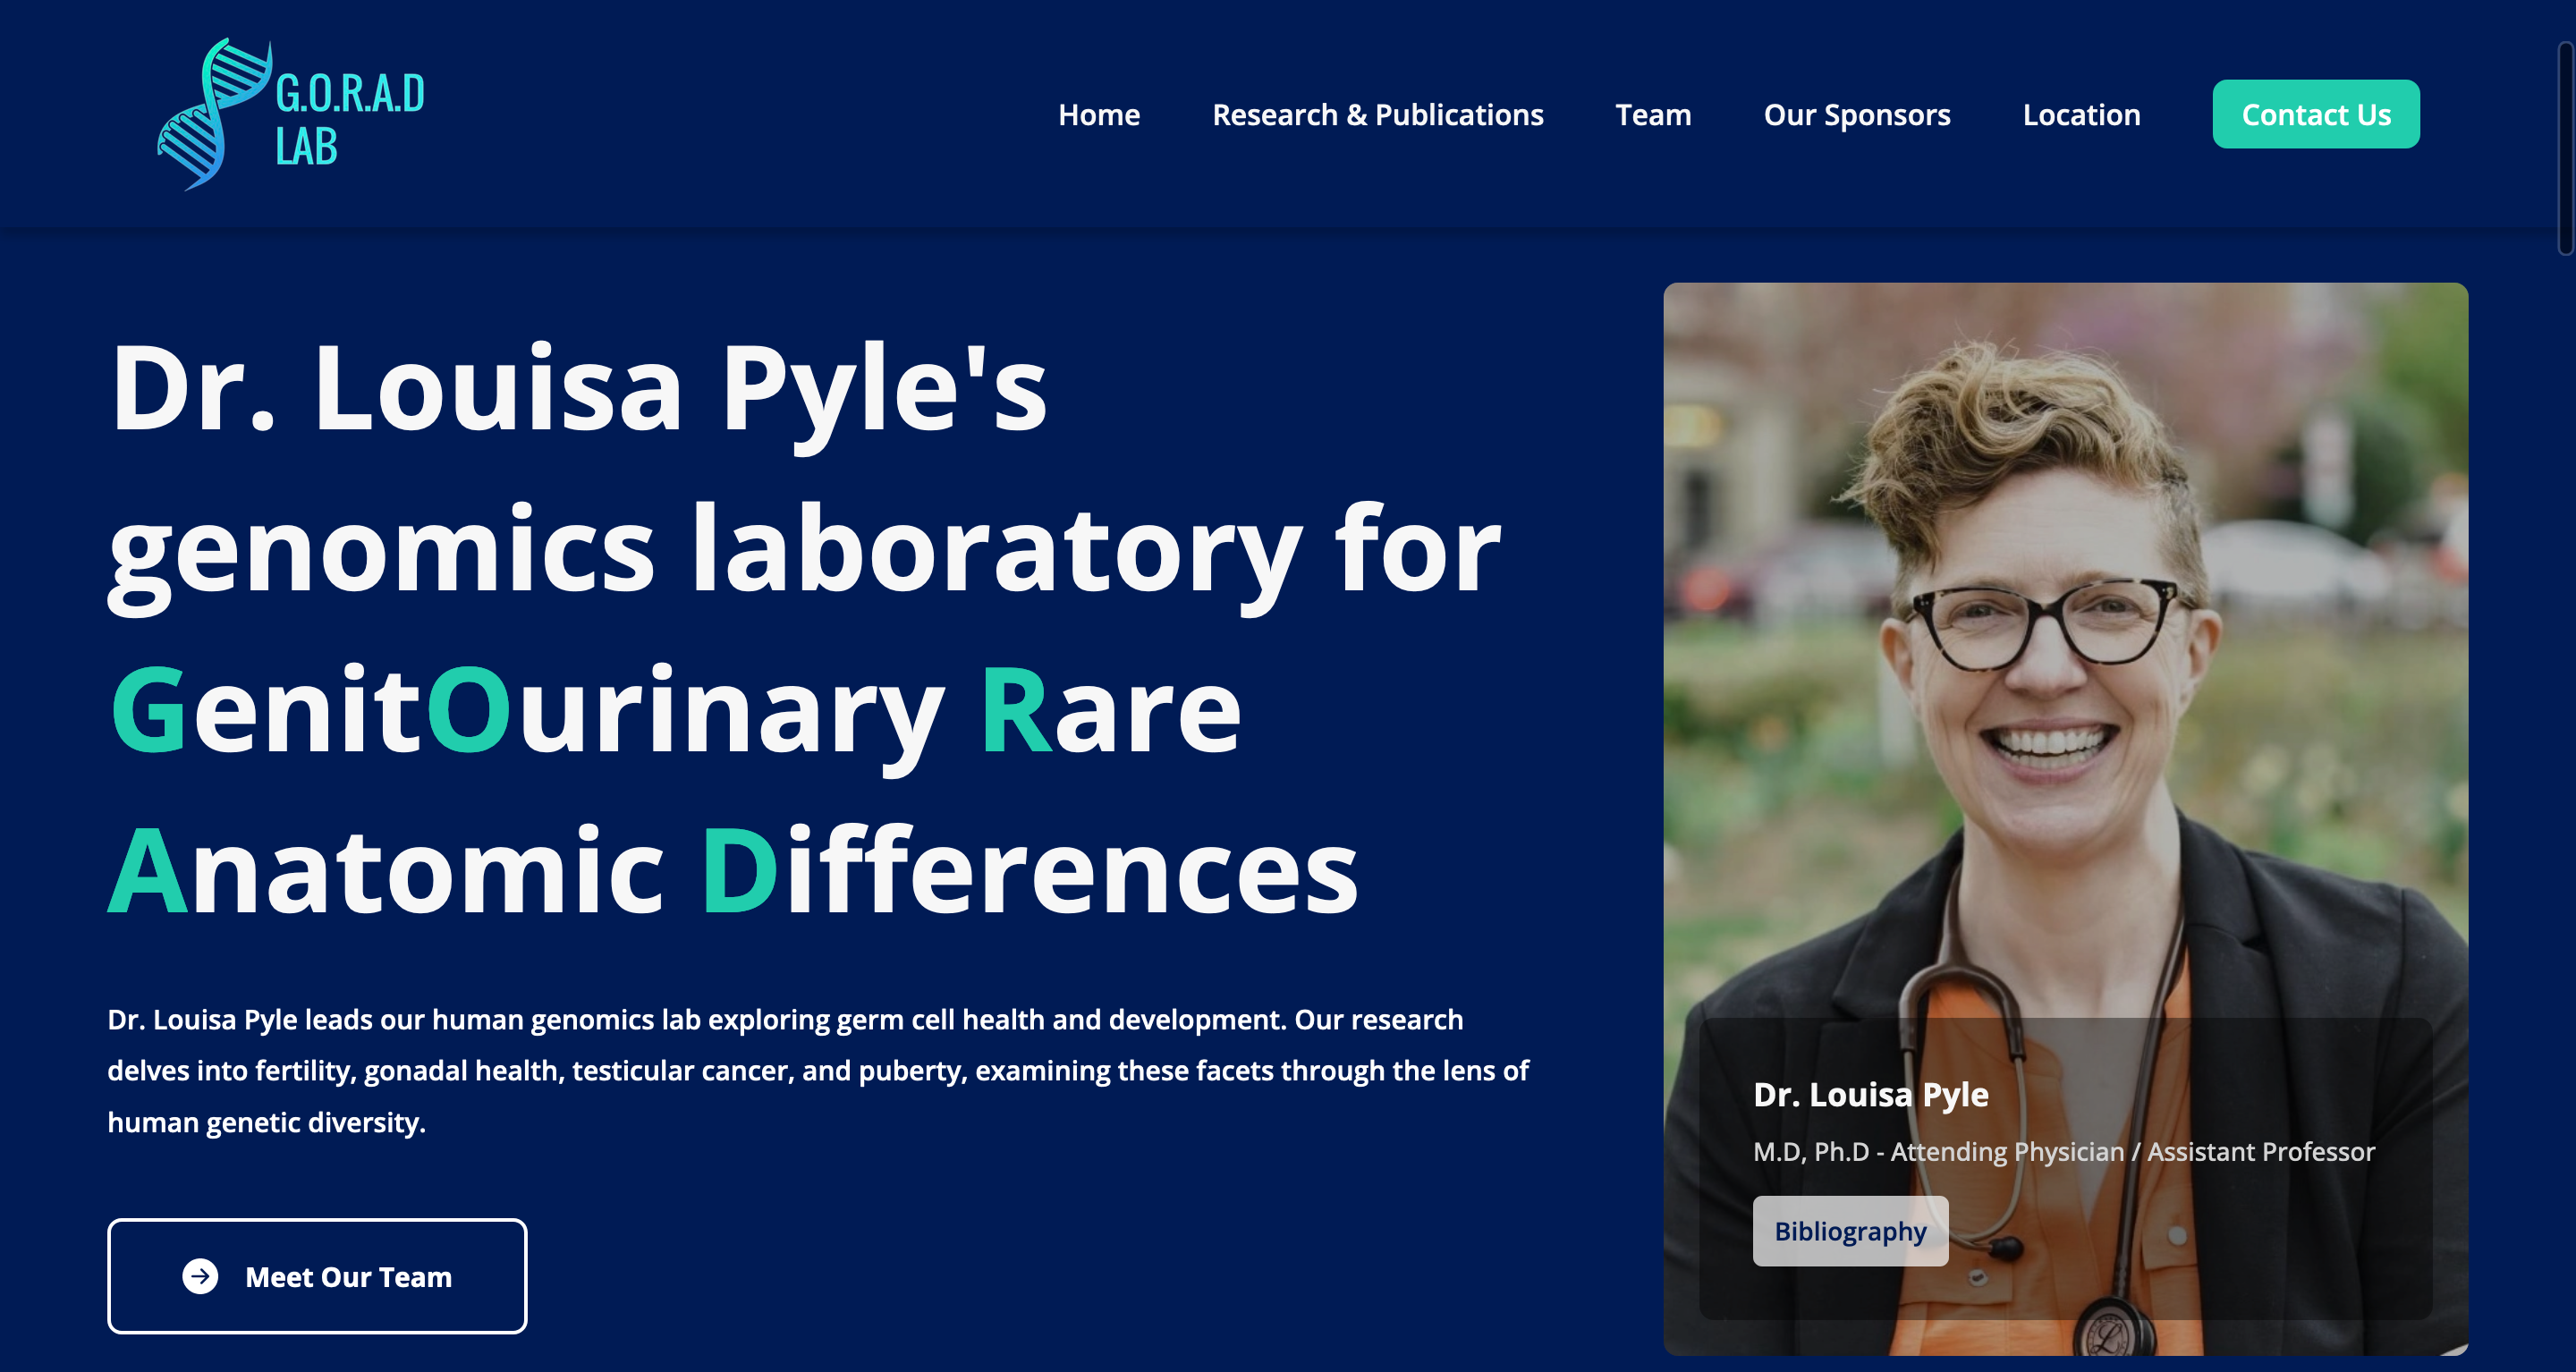 G.O.R.A.D
LAB
Home
Research & Publications
Team
Our Sponsors
Location
Contact Us
Dr. Louisa Pyle's
genomics laboratory for
GenitOurinary Rare
Anatomic Differences
Dr. Louisa Pyle leads our human genomics lab exploring germ cell health and development. Our research
delves into fertility, gonadal health, testicular cancer, and puberty, examining these facets through the lens of
human genetic diversity.
Meet Our Team
Dr. Louisa Pyle
M.D, Ph.D - Attending Physician / Assistant Professor
Bibliography